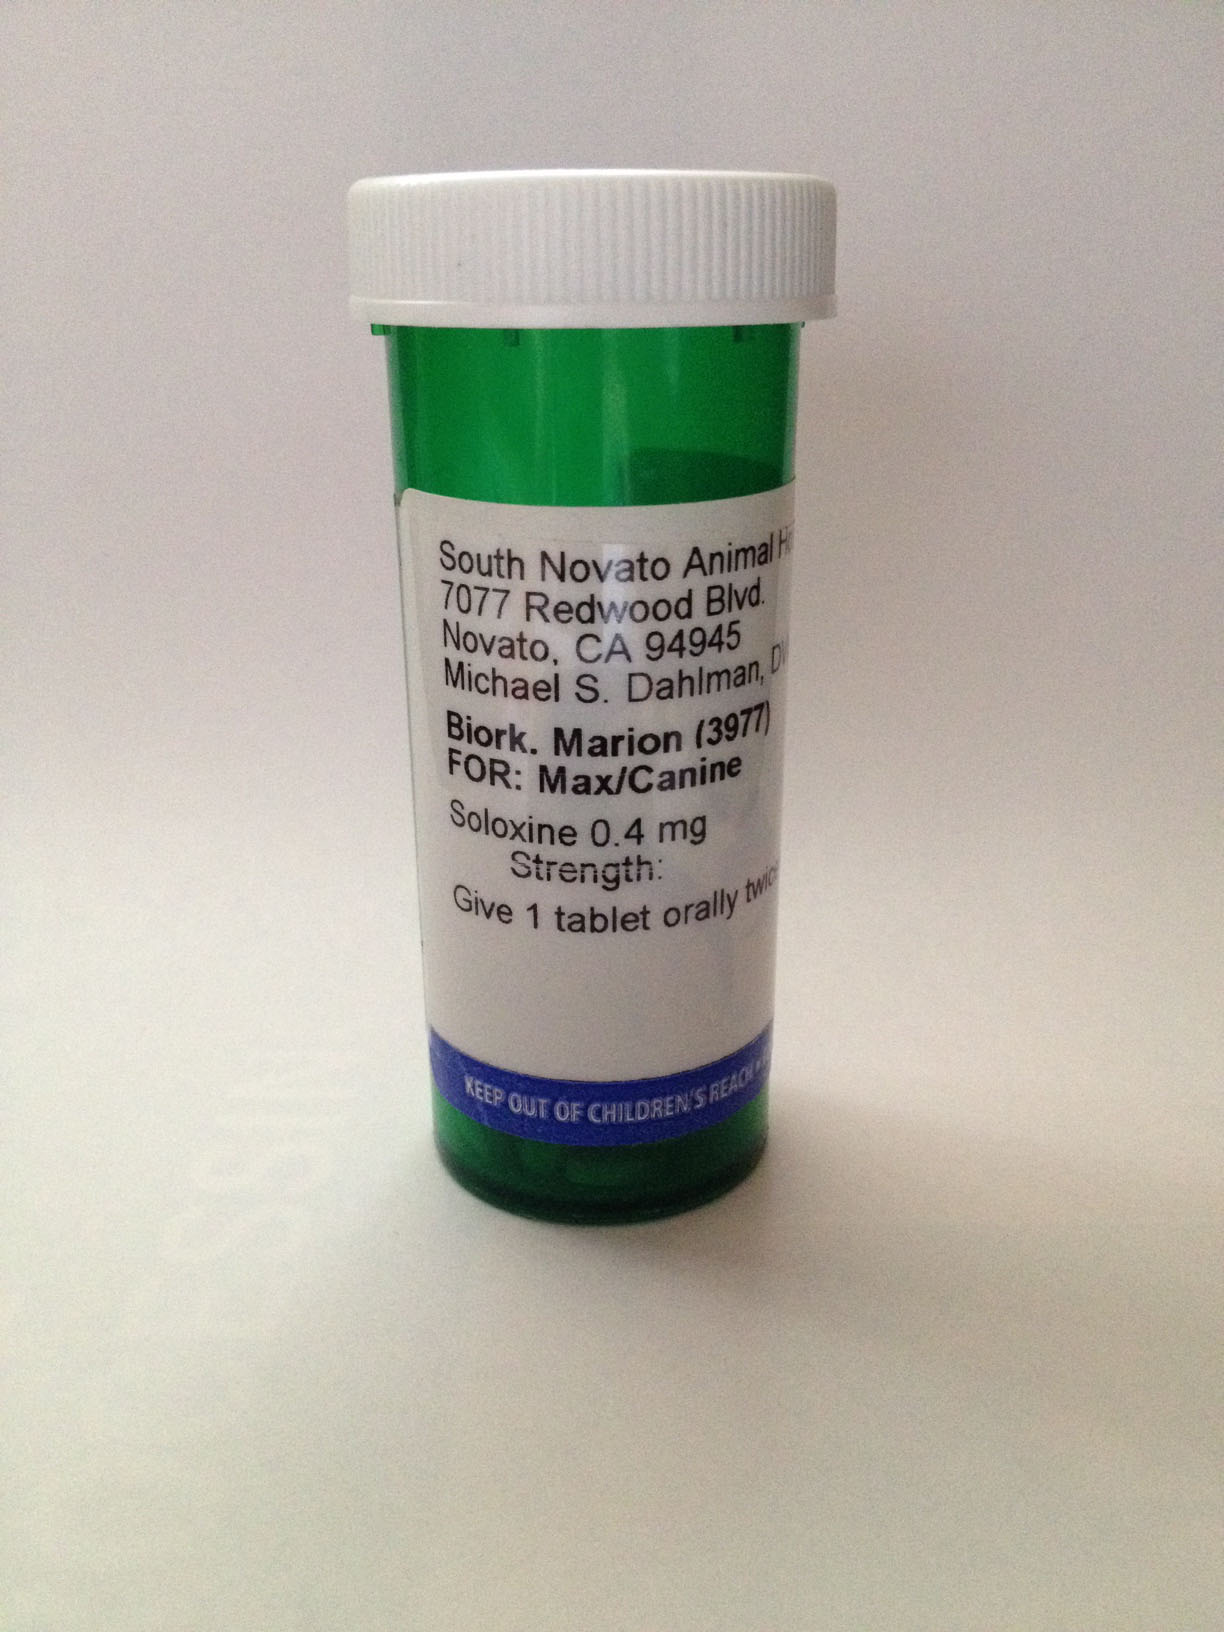 South Novato Animal
7077 Redwood Blvd.
Novato, CA 94945
Michael S. Dahlman,
Biork. Marion (3977)
FOR: Max/Canine
Soloxine 0.4 mg
Strength:
Give 1 tablet orally
KEEP OUT OF CHILDREN'S REACH •